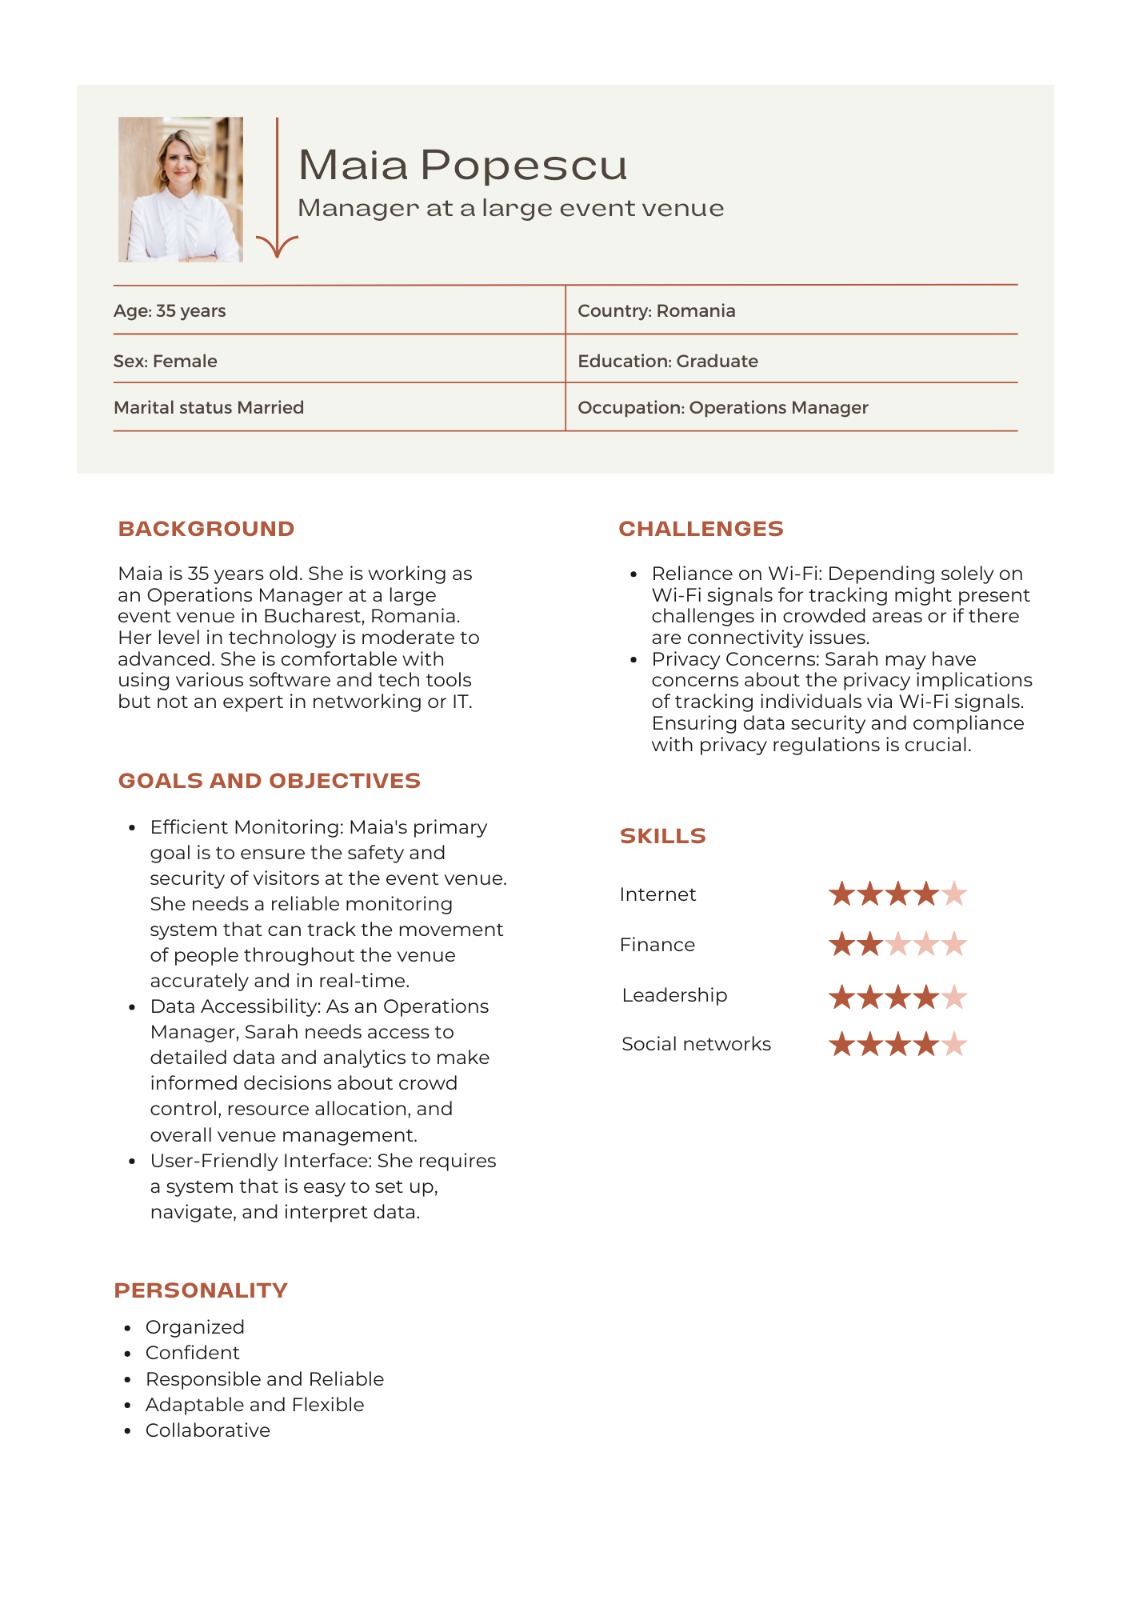 Maia Popescu
Manager at a large event venue
Age: 35 years
Country: Romania
Sex: Female
Education: Graduate
Marital status Married
Occupation: Operations Manager
BACKGROUND
Maia is 35 years old. She is working as
an Operations Manager at a large
event venue in Bucharest, Romania.
Her level in technology is moderate to
advanced. She is comfortable with
using various software and tech tools
but not an expert in networking or IT.
GOALS AND OBJECTIVES
• Efficient Monitoring: Maia's primary
goal is to ensure the safety and
security of visitors at the event venue.
She needs a reliable monitoring
system that can track the movement
of people throughout the venue
accurately and in real-time.
• Data Accessibility: As an Operations
Manager, Sarah needs access to
detailed data and analytics to make
informed decisions about crowd
control, resource allocation, and
overall venue management.
• User-Friendly Interface: She requires
a system that is easy to set up,
navigate, and interpret data.
PERSONALITY
• Organized
• Confident
• Responsible and Reliable
• Adaptable and Flexible
• Collaborative
CHALLENGES
• Reliance on Wi-Fi: Depending solely on
Wi-Fi signals for tracking might present
challenges in crowded areas or if there
are connectivity issues.
• Privacy Concerns: Sarah may have
concerns about the privacy implications
of tracking individuals via Wi-Fi signals.
Ensuring data security and compliance
with privacy regulations is crucial.
SKILLS
Internet
Finance
Leadership
Social networks